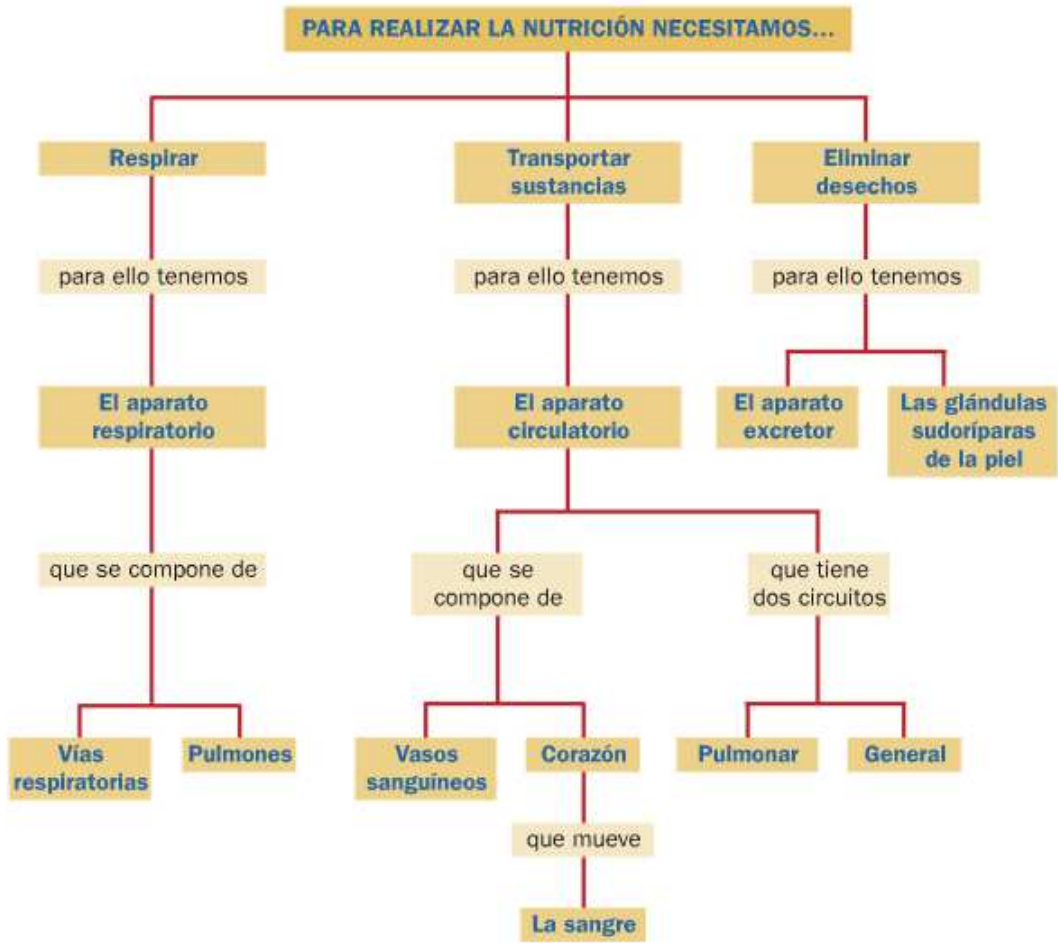 PARA REALIZAR LA NUTRICIÓN NECESITAMOS...
Respirar
Transportar
sustancias
Eliminar
desechos
para ello tenemos
para ello tenemos
para ello tenemos
El aparato
respiratorio
El aparato
circulatorio
El aparato
excretor
Las glándulas
sudoríparas
de la piel
que se compone de
que se
compone de
que tiene
dos circuitos
Vías
respiratorias
Pulmones
Vasos
sanguíneos
Corazón
Pulmonar
General
que mueve
La sangre